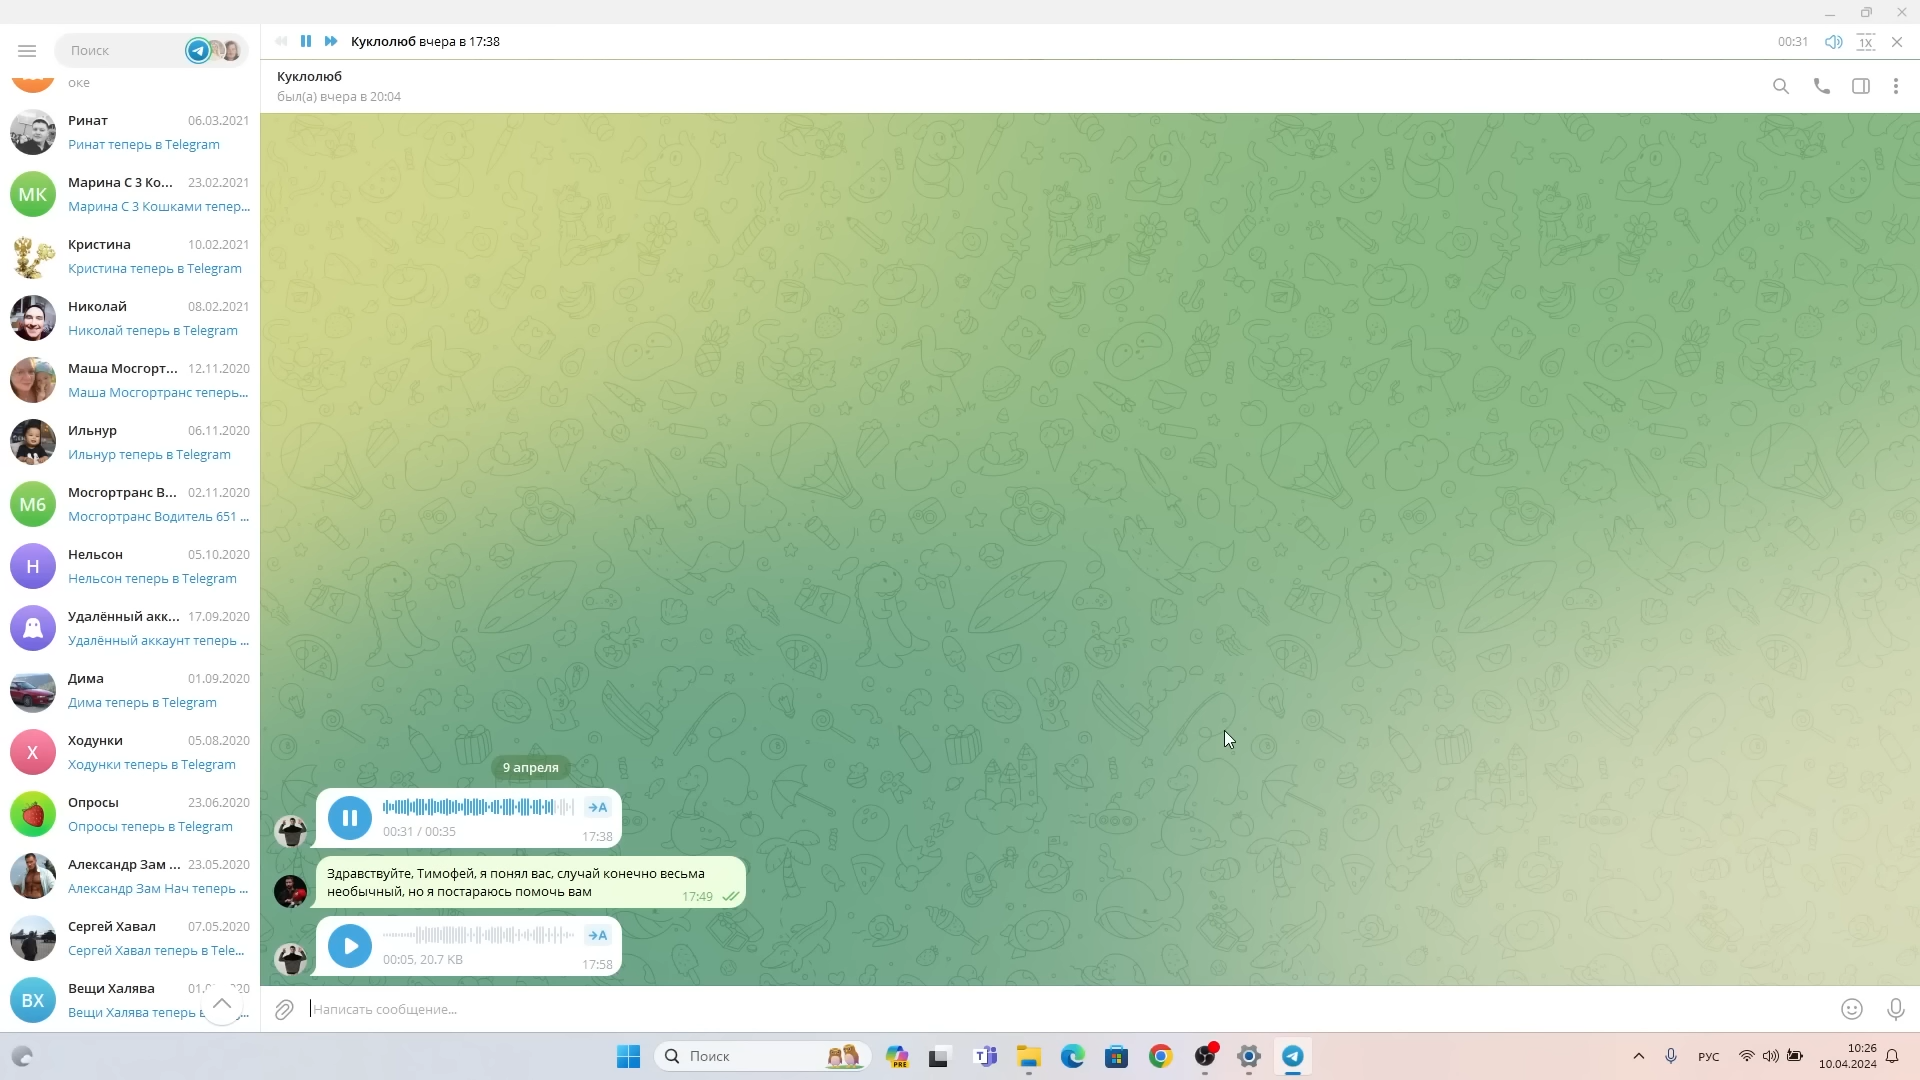 Поиск
Куклолюб вчера в 17:38
00:31
1X
оке
Ринат 06.03.2021
Ринат теперь в Telegram
МК
Марина С 3 Ко... 23.02.2021
Марина С 3 Кошками тепер...
Кристина 10.02.2021
Кристина теперь в Telegram
Николай 08.02.2021
Николай теперь в Telegram
Маша Мосгорт... 12.11.2020
Маша Мосгортранс теперь...
Ильнур 06.11.2020
Ильнур теперь в Telegram
М6
Мосгортранс В... 02.11.2020
Мосгортранс Водитель 651 ...
Н
Нельсон 05.10.2020
Нельсон теперь в Telegram
Удалённый акк... 17.09.2020
Удалённый аккаунт теперь ...
Дима 01.09.2020
Дима теперь в Telegram
Х
Ходунки 05.08.2020
Ходунки теперь в Telegram
Опросы 23.06.2020
Опросы теперь в Telegram
Александр Зам ... 23.05.2020
Александр Зам Нач теперь ...
Сергей Хавал 07.05.2020
Сергей Хавал теперь в Tele...
ВХ
Вещи Халява
Вещи Халява теперь
Куклолюб
был(а) вчера в 20:04
9 апреля
→A
00:31 / 00:35
17:38
Здравствуйте, Тимофей, я понял вас, случай конечно весьма
необычный, но я постараюсь помочь вам
17:49
→A
00:05, 20.7 KB
17:58
Написать сообщение...
Поиск
PRE
РУС
10:26
10.04.2024